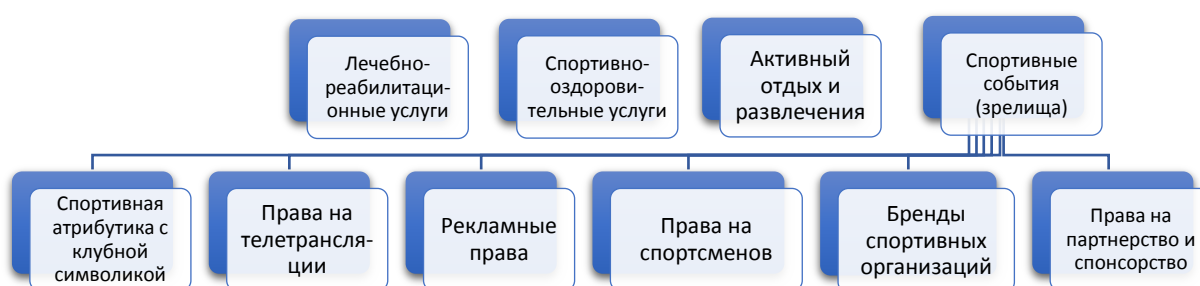 Лечебно-
реабилитаци-
онные услуги
Спортивно-
оздорови-
тельные услуги
Активный
отдых и
развлечения
Спортивные
события
(зрелища)
Спортивная
атрибутика с
клубной
символикой
Права на
телетрансля-
ции
Рекламные
права
Права на
спортсменов
Бренды
спортивных
организаций
Права на
партнерство и
спонсорство